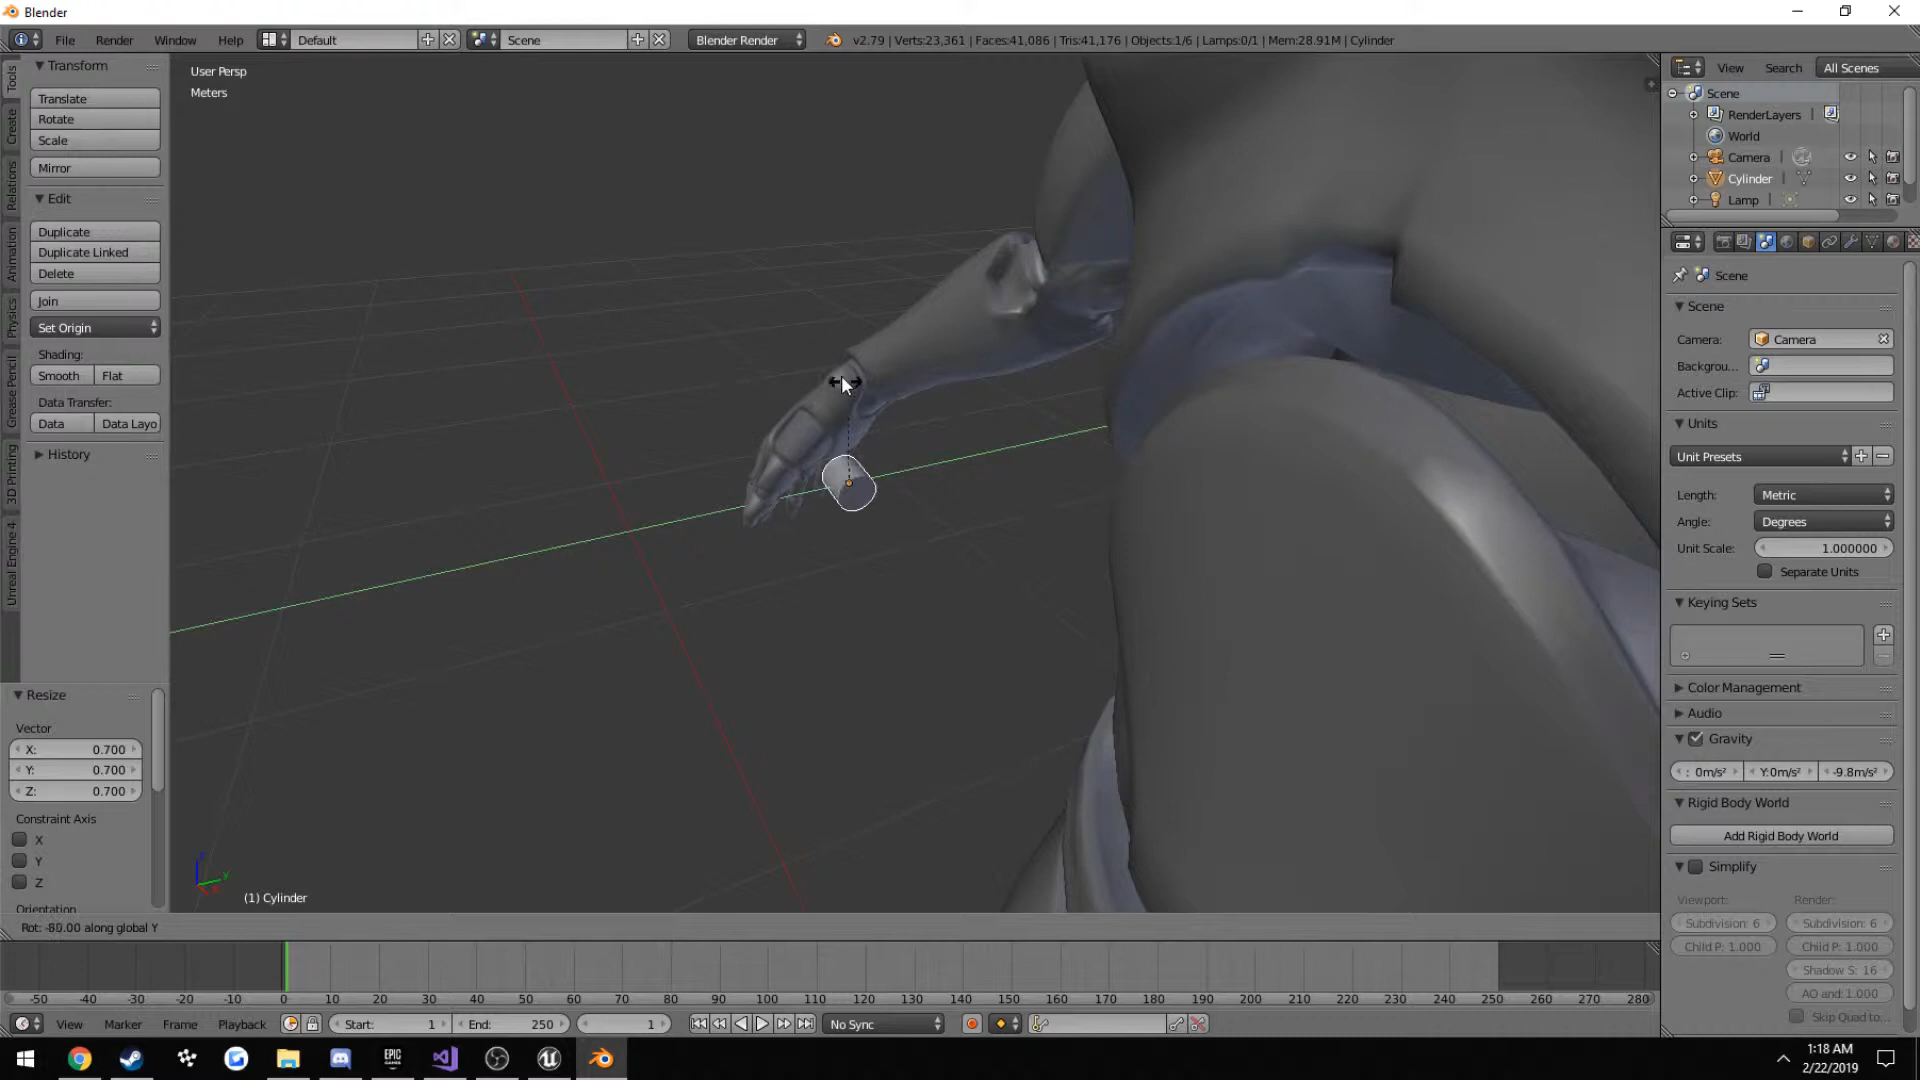 Blender
File Render Window Help Default Scene Blender Render v2.79 | Verts:23,361 | Faces:41,086 | Tris:41,176 | Objects:1/6 | Lamps:0/1 | Mem:28.91M | Cylinder
Tools
Create
Relations
Animation
Physics
Grease Pencil
3D Printing
Unreal Engine 4
Transform
Translate
Rotate
Scale
Mirror
Edit
Duplicate
Duplicate Linked
Delete
Join
Set Origin
Shading:
Smooth Flat
Data Transfer:
Data Data Layo
History
Resize
Vector
X: 0.700
Y: 0.700
Z: 0.700
Constraint Axis
X
Y
Z
Orientation
User Persp
Meters
(1) Cylinder
Rot: -80.00 along global Y
View Search All Scenes
Scene
RenderLayers
World
Camera
Cylinder
Lamp
Scene
Scene
Camera: Camera
Backgrou...
Active Clip:
Units
Unit Presets
Length: Metric
Angle: Degrees
Unit Scale: 1.000000
Separate Units
Keying Sets
Color Management
Audio
Gravity
: 0m/s² Y:0m/s² -9.8m/s²
Rigid Body World
Add Rigid Body World
Simplify
Viewport: Render:
Subdivision: 6 Subdivision: 6
Child P: 1.000 Child P: 1.000
Shadow S: 16
AO and: 1.000
Skip Quad to...
-50 -40 -30 -20 -10 0 10 20 30 40 50 60 70 80 90 100 110 120 130 140 150 160 170 180 190 200 210 220 230 240 250 260 270 280
View Marker Frame Playback Start: 1 End: 250 1 No Sync
EPIC
GAMES
1:18 AM
2/22/2019